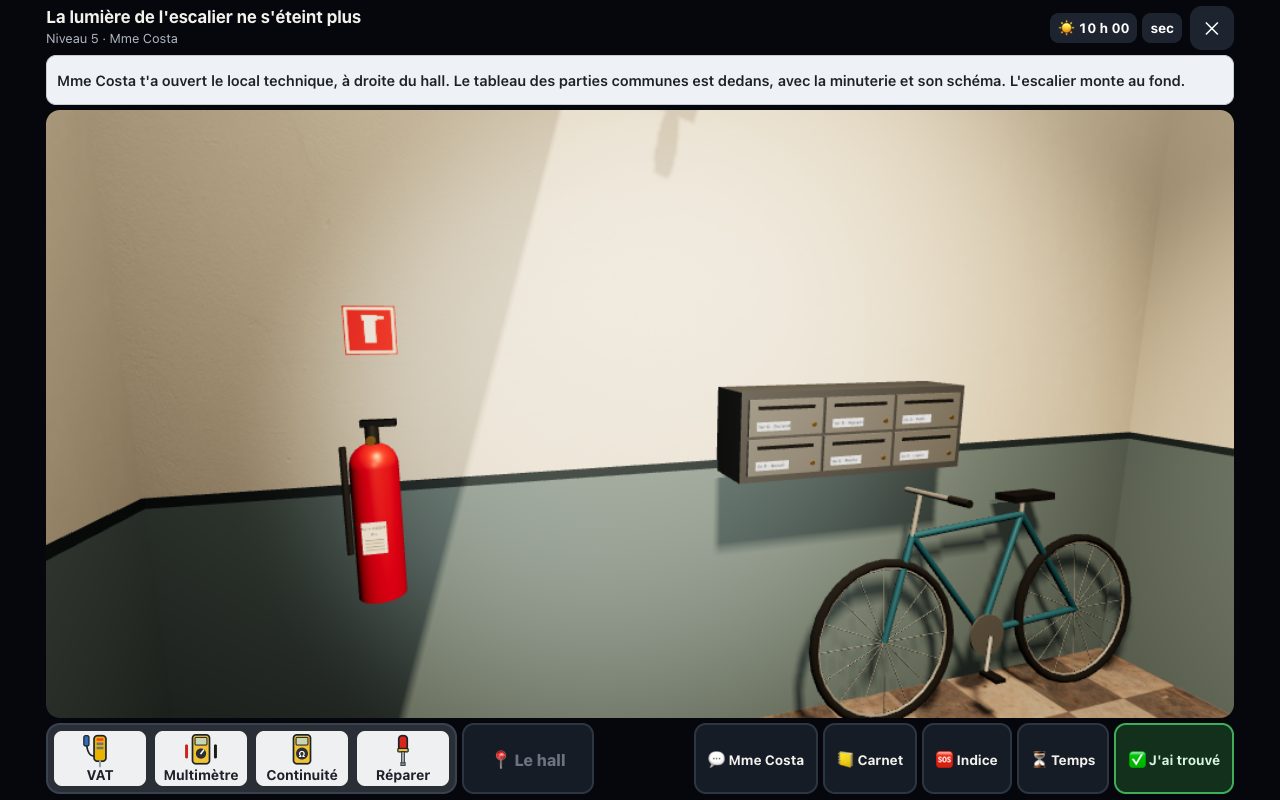 La lumière de l'escalier ne s'éteint plus
Niveau 5 · Mme Costa
10 h 00
sec
Mme Costa t'a ouvert le local technique, à droite du hall. Le tableau des parties communes est dedans, avec la minuterie et son schéma. L'escalier monte au fond.
VAT
Multimètre
Continuité
Réparer
Le hall
Mme Costa
Carnet
SOS
Indice
Temps
J'ai trouvé